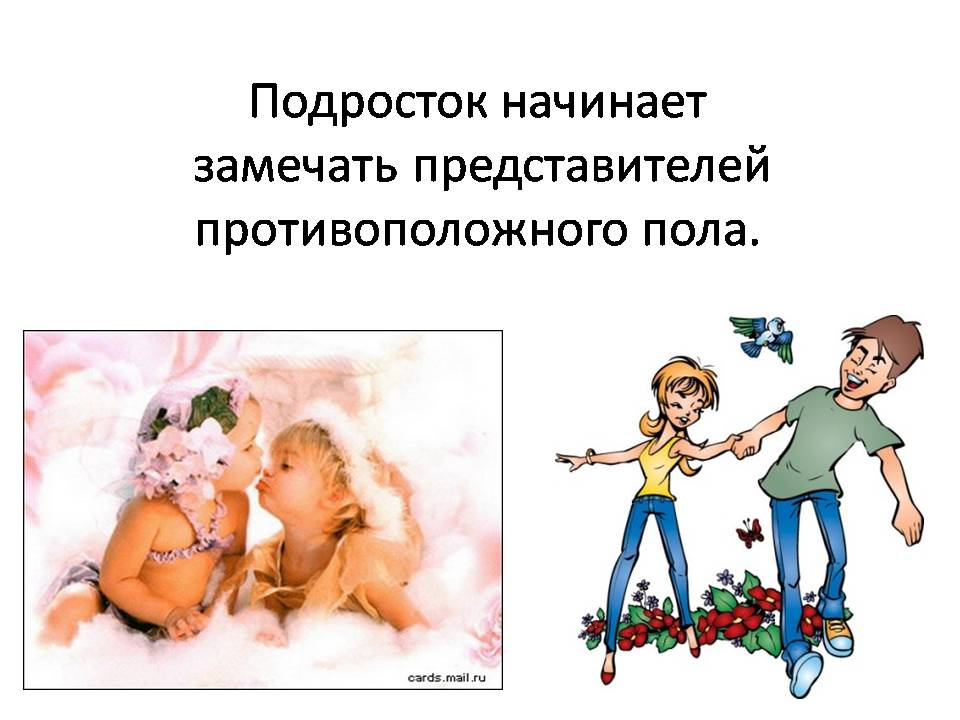 Подросток начинает
замечать представителей
противоположного пола.
cards.mail.ru